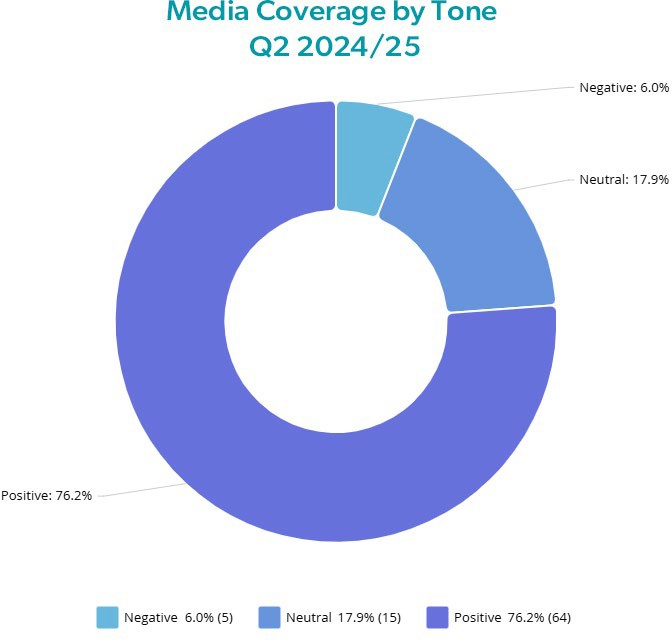 Media Coverage by Tone
Q2 2024/25
Negative: 6.0%
Neutral: 17.9%
Positive: 76.2%
Negative 6.0% (5) Neutral 17.9% (15) Positive 76.2% (64)